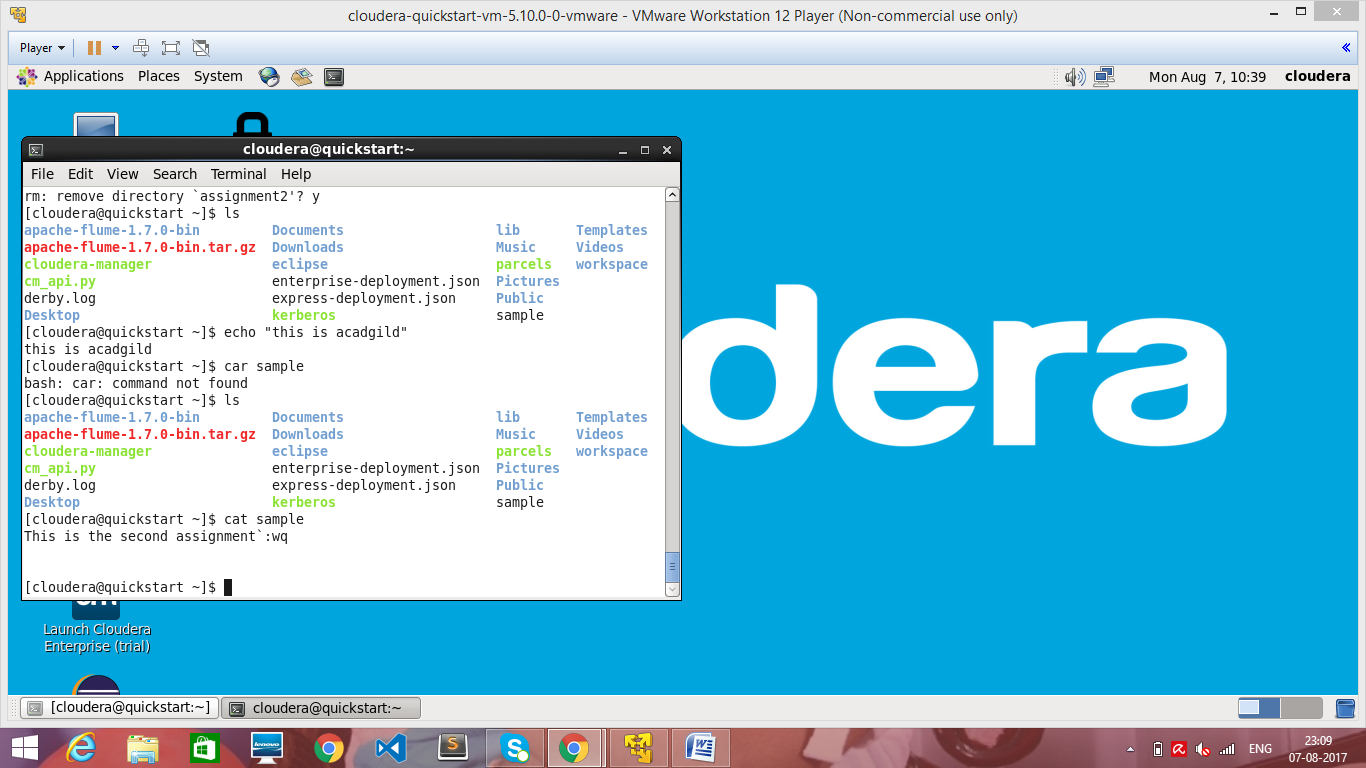 cloudera-quickstart-vm-5.10.0-0-vmware - VMware Workstation 12 Player (Non-commercial use only)
Player
Applications Places System Mon Aug 7, 10:39 cloudera
cloudera@quickstart:~
File Edit View Search Terminal Help
rm: remove directory `assignment2'? y
[cloudera@quickstart ~]$ ls
apache-flume-1.7.0-bin Documents lib Templates
apache-flume-1.7.0-bin.tar.gz Downloads Music Videos
cloudera-manager eclipse parcels workspace
cm_api.py enterprise-deployment.json Pictures
derby.log express-deployment.json Public
Desktop kerberos sample
[cloudera@quickstart ~]$ echo "this is acadgild"
this is acadgild
[cloudera@quickstart ~]$ car sample
bash: car: command not found
[cloudera@quickstart ~]$ ls
apache-flume-1.7.0-bin Documents lib Templates
apache-flume-1.7.0-bin.tar.gz Downloads Music Videos
cloudera-manager eclipse parcels workspace
cm_api.py enterprise-deployment.json Pictures
derby.log express-deployment.json Public
Desktop kerberos sample
[cloudera@quickstart ~]$ cat sample
This is the second assignment`:wq
[cloudera@quickstart ~]$
dera
Launch Cloudera
Enterprise (trial)
[cloudera@quickstart:~] cloudera@quickstart:~
lenovo
ENG
23:09
07-08-2017